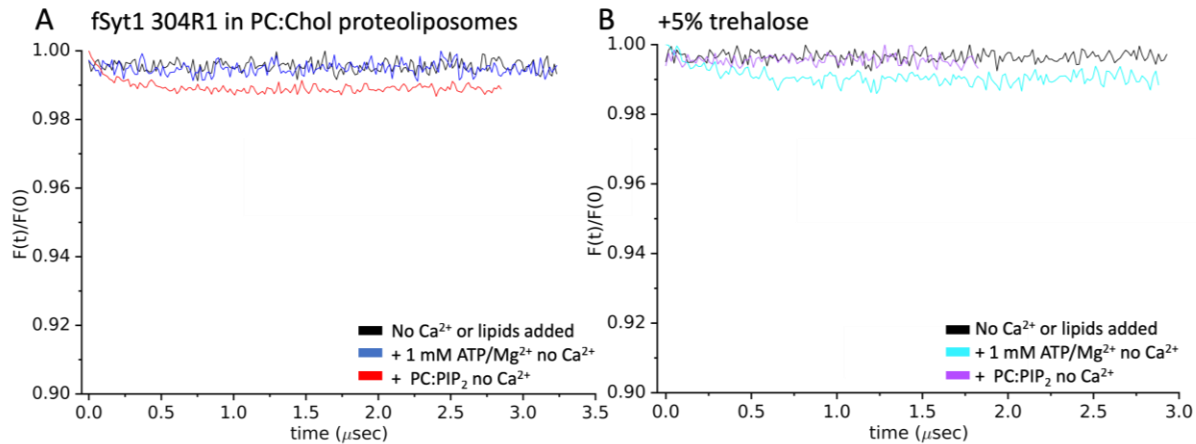 A fSyt1 304R1 in PC:Chol proteoliposomes
1.00
0.98
0.96
0.94
0.92
0.90
F(t)/F(0)
0.0 0.5 1.0 1.5 2.0 2.5 3.0 3.5
time (μsec)
No Ca²⁺ or lipids added
+ 1 mM ATP/Mg²⁺ no Ca²⁺
+ PC:PIP₂ no Ca²⁺
B +5% trehalose
1.00
0.98
0.96
0.94
0.92
0.90
F(t)/F(0)
0.0 0.5 1.0 1.5 2.0 2.5 3.0
time (μsec)
No Ca²⁺ or lipids added
+ 1 mM ATP/Mg²⁺ no Ca²⁺
+ PC:PIP₂ no Ca²⁺